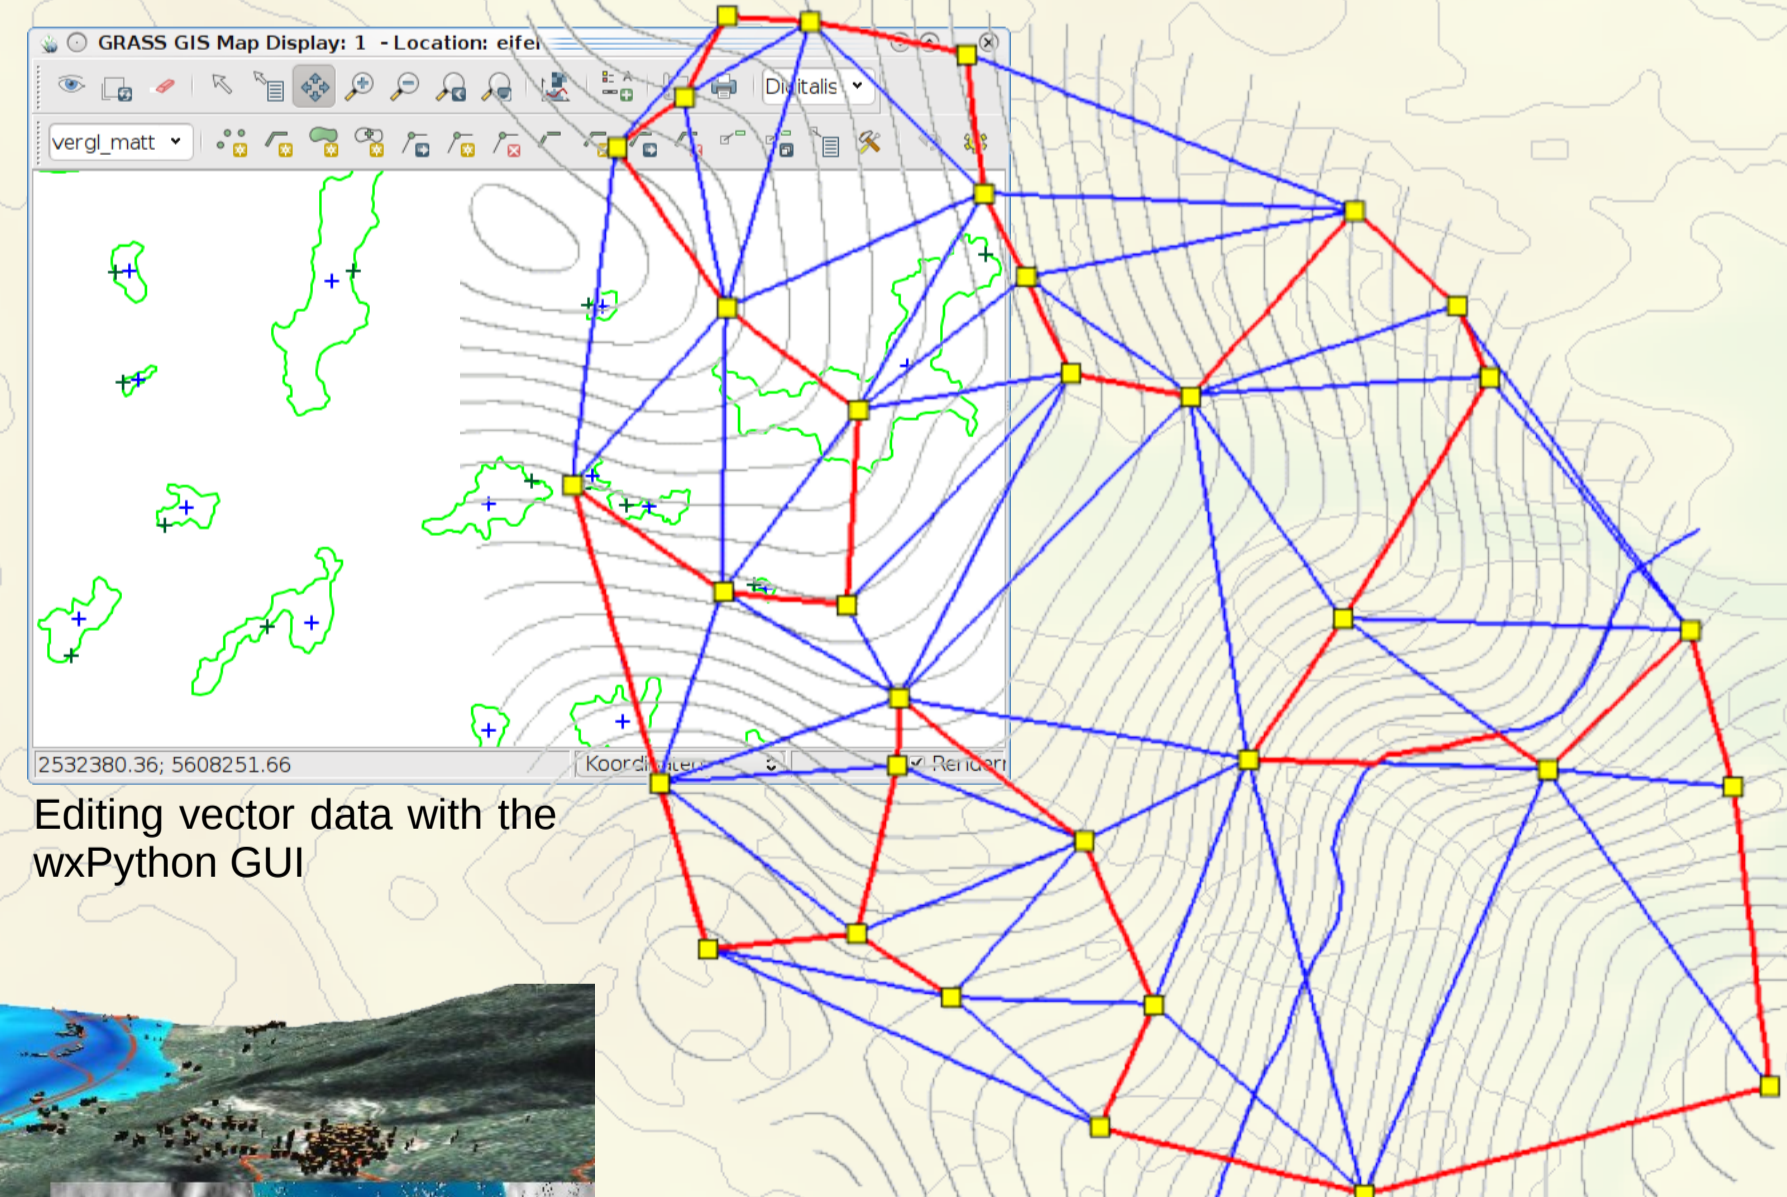 GRASS GIS Map Display: 1 - Location: eifel
Digitalis
vergl_matt
2532380.36; 5608251.66
Editing vector data with the
wxPython GUI